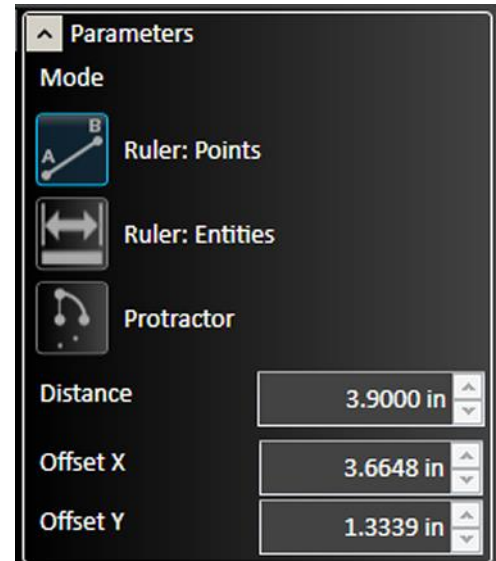 Parameters
Mode
A B
Ruler: Points
Ruler: Entities
Protractor
Distance 3.9000 in
Offset X 3.6648 in
Offset Y 1.3339 in